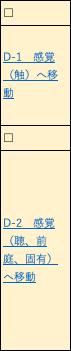 □
D-1　感覚
（触）へ移
動
□
D-2　感覚
（聴、前
庭、固有）
へ移動